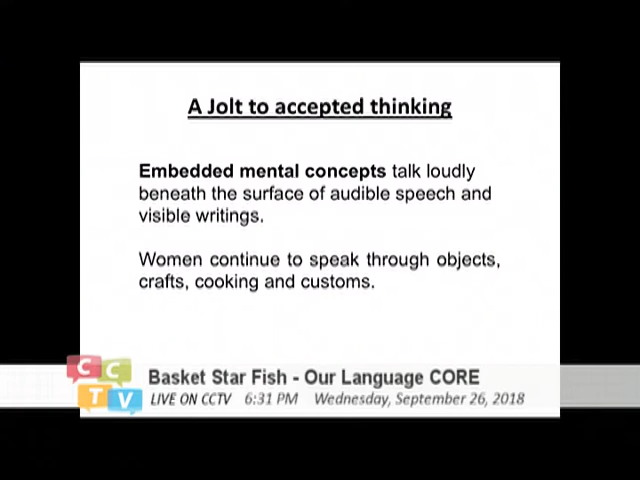 A Jolt to accepted thinking
Embedded mental concepts talk loudly
beneath the surface of audible speech and
visible writings.
Women continue to speak through objects,
crafts, cooking and customs.
CC
TV
Basket Star Fish - Our Language CORE
LIVE ON CCTV 6:31 PM Wednesday, September 26, 2018